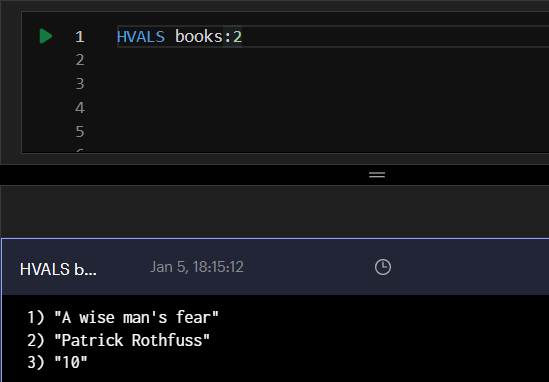 1 HVALS books:2
2
3
4
5
HVALS b... Jan 5, 18:15:12
1) "A wise man's fear"
2) "Patrick Rothfuss"
3) "10"